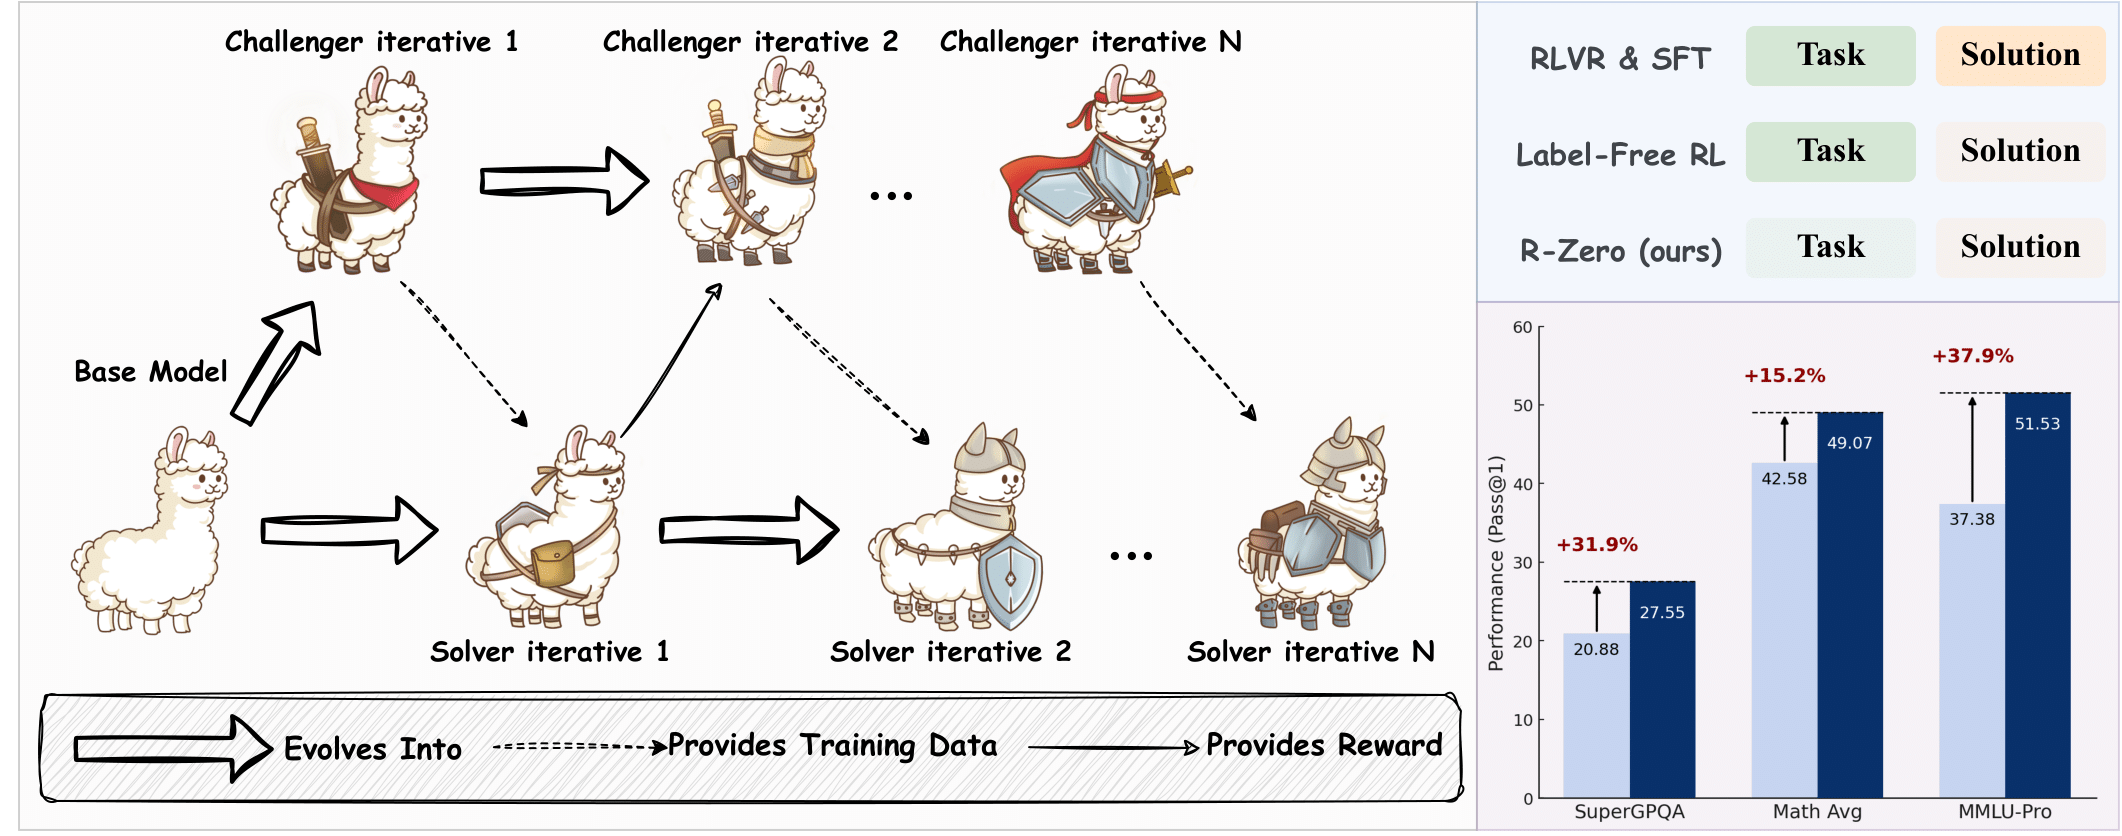 Challenger iterative 1
Challenger iterative 2
Challenger iterative N
...
Base Model
...
Solver iterative 1
Solver iterative 2
Solver iterative N
Evolves Into
Provides Training Data
Provides Reward
RLVR & SFT Task Solution
Label-Free RL Task Solution
R-Zero (ours) Task Solution
Performance (Pass@1)
60
50
40
30
20
10
0
+31.9%
20.88
27.55
+15.2%
42.58
49.07
+37.9%
37.38
51.53
SuperGPQA
Math Avg
MMLU-Pro